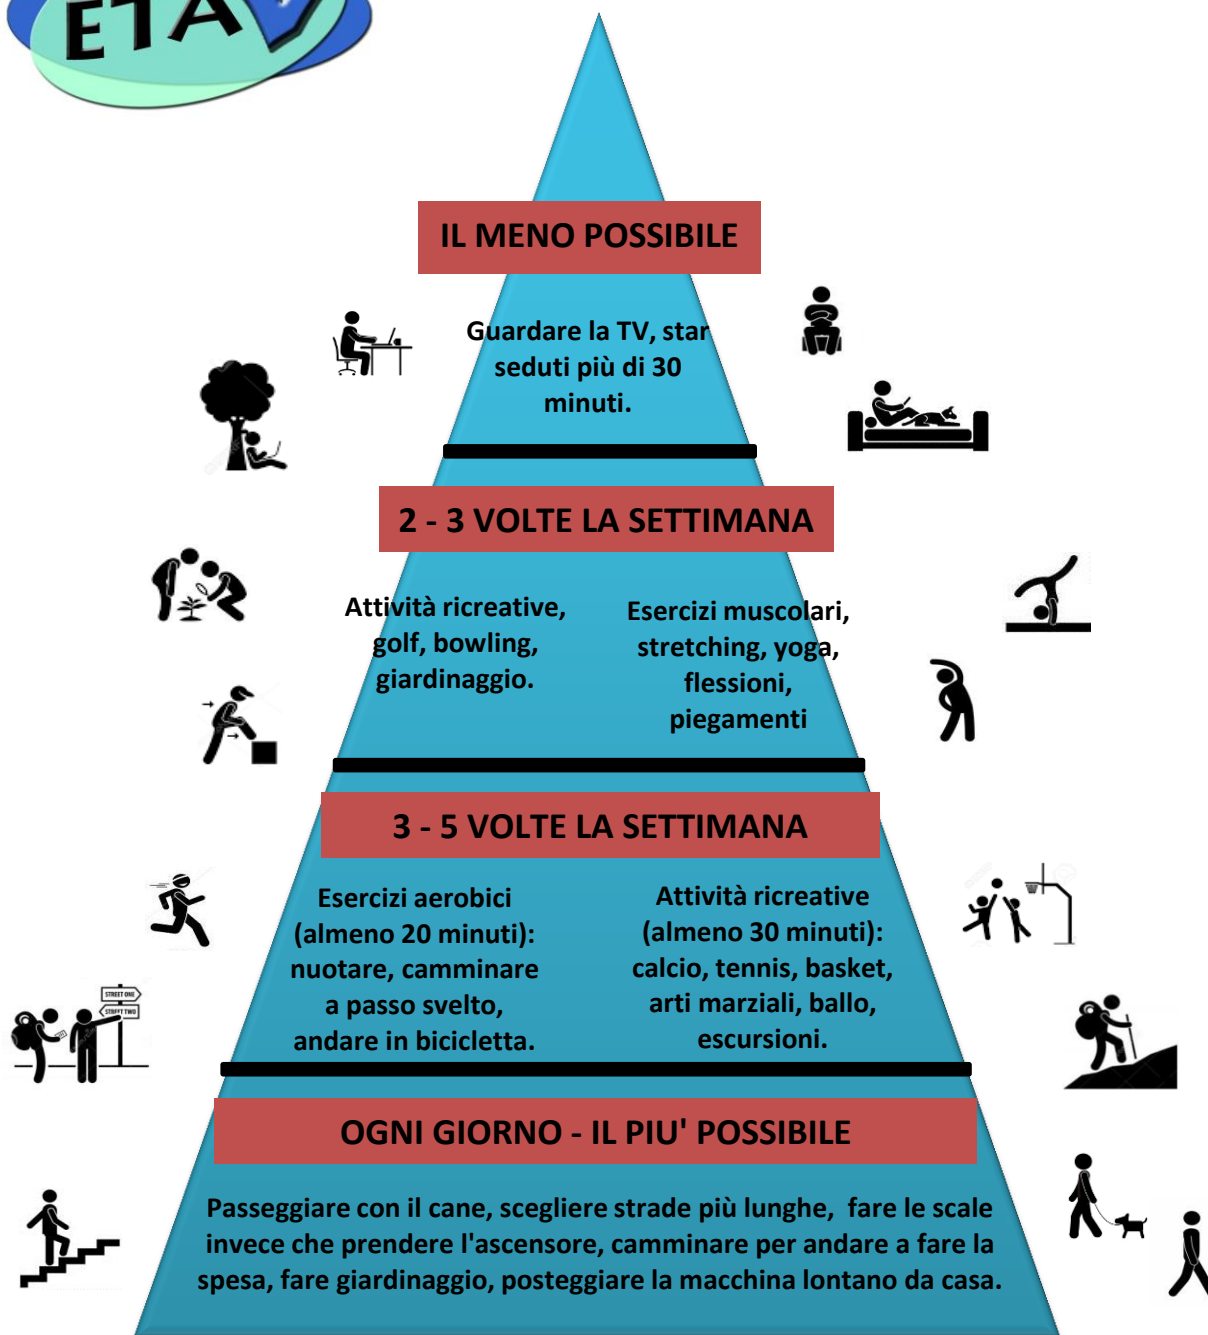 ETA
IL MENO POSSIBILE
Guardare la TV, star
seduti più di 30
minuti.
2 - 3 VOLTE LA SETTIMANA
Attività ricreative,
golf, bowling,
giardinaggio.
Esercizi muscolari,
stretching, yoga,
flessioni,
piegamenti
3 - 5 VOLTE LA SETTIMANA
Esercizi aerobici
(almeno 20 minuti):
nuotare, camminare
a passo svelto,
andare in bicicletta.
Attività ricreative
(almeno 30 minuti):
calcio, tennis, basket,
arti marziali, ballo,
escursioni.
STREET ONE
STREET TWO
OGNI GIORNO - IL PIU' POSSIBILE
Passeggiare con il cane, scegliere strade più lunghe, fare le scale
invece che prendere l'ascensore, camminare per andare a fare la
spesa, fare giardinaggio, posteggiare la macchina lontano da casa.